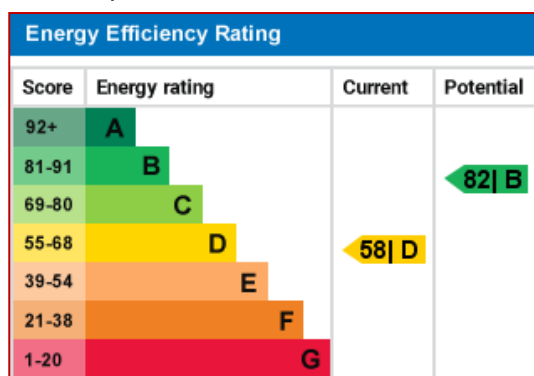 Energy Efficiency Rating
Score Energy rating Current Potential
92+ A
81-91 B 82| B
69-80 C
55-68 D 58| D
39-54 E
21-38 F
1-20 G